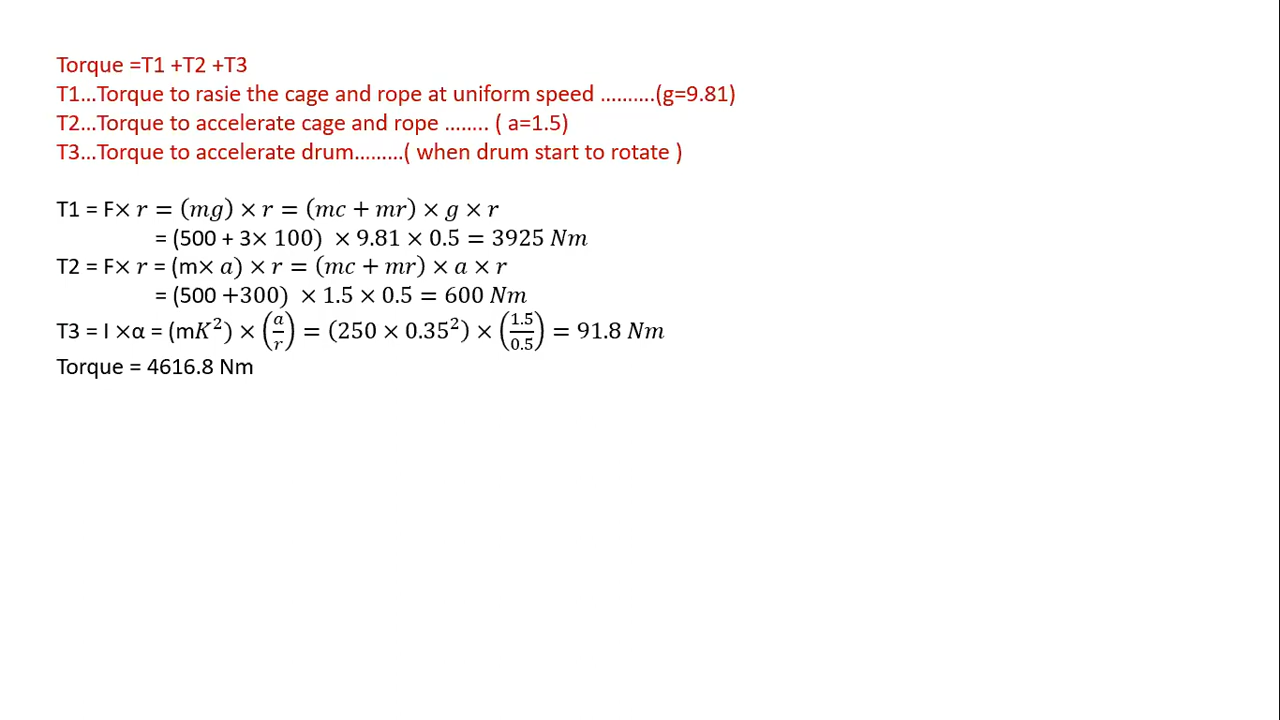 Torque =T1 +T2 +T3
T1...Torque to rasie the cage and rope at uniform speed ..........(g=9.81)
T2...Torque to accelerate cage and rope ........ ( a=1.5)
T3...Torque to accelerate drum.........( when drum start to rotate )
T1 = F× r = (mg) × r = (mc + mr) × g × r
= (500 + 3× 100) × 9.81 × 0.5 = 3925 Nm
T2 = F× r = (m× a) × r = (mc + mr) × a × r
= (500 +300) × 1.5 × 0.5 = 600 Nm
T3 = I ×α = (mK²) × (a/r) = (250 × 0.35²) × (1.5/0.5) = 91.8 Nm
Torque = 4616.8 Nm